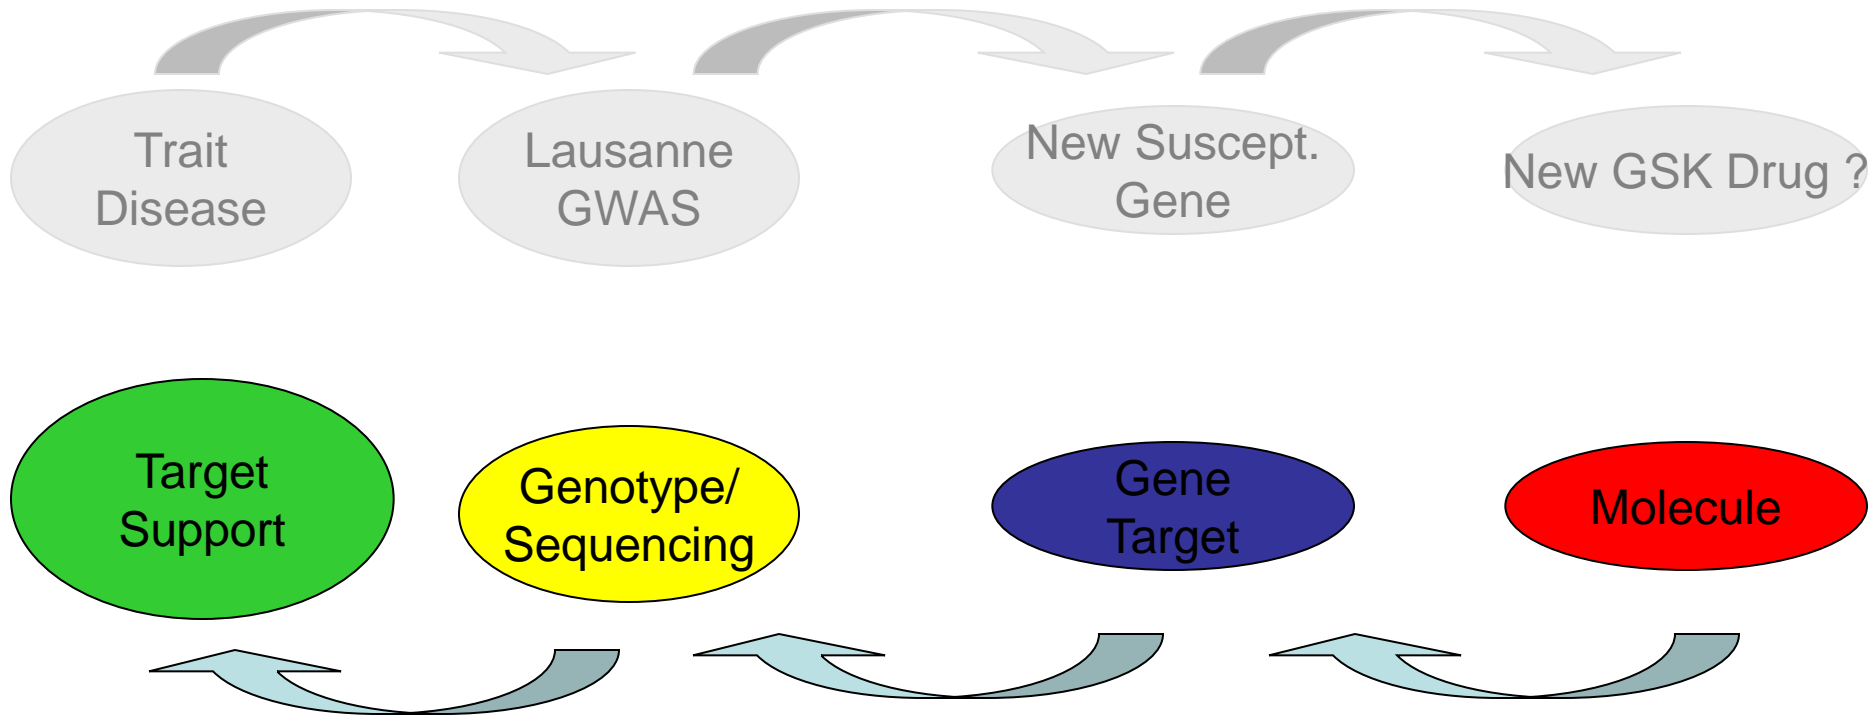 Trait
Disease
Lausanne
GWAS
New Suscept.
Gene
New GSK Drug ?
Target
Support
Genotype/
Sequencing
Gene
Target
Molecule